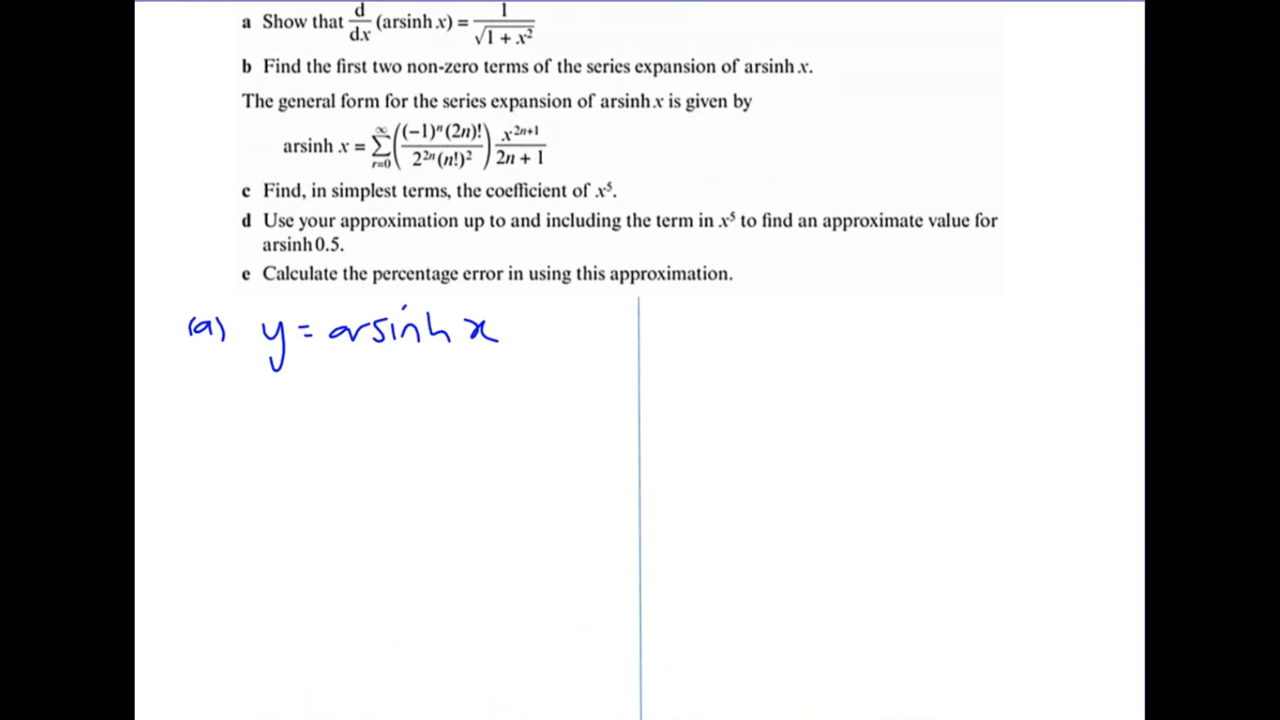 a Show that d/dx (arsinh x) = 1/√(1 + x²)
b Find the first two non-zero terms of the series expansion of arsinh x.
The general form for the series expansion of arsinh x is given by
arsinh x = ∑_{r=0}^{∞} ( (−1)ⁿ(2n)! / 2²ⁿ(n!)² ) x²ⁿ⁺¹ / 2n + 1
c Find, in simplest terms, the coefficient of x⁵.
d Use your approximation up to and including the term in x⁵ to find an approximate value for
arsinh 0.5.
e Calculate the percentage error in using this approximation.
(a) y = arsinh x